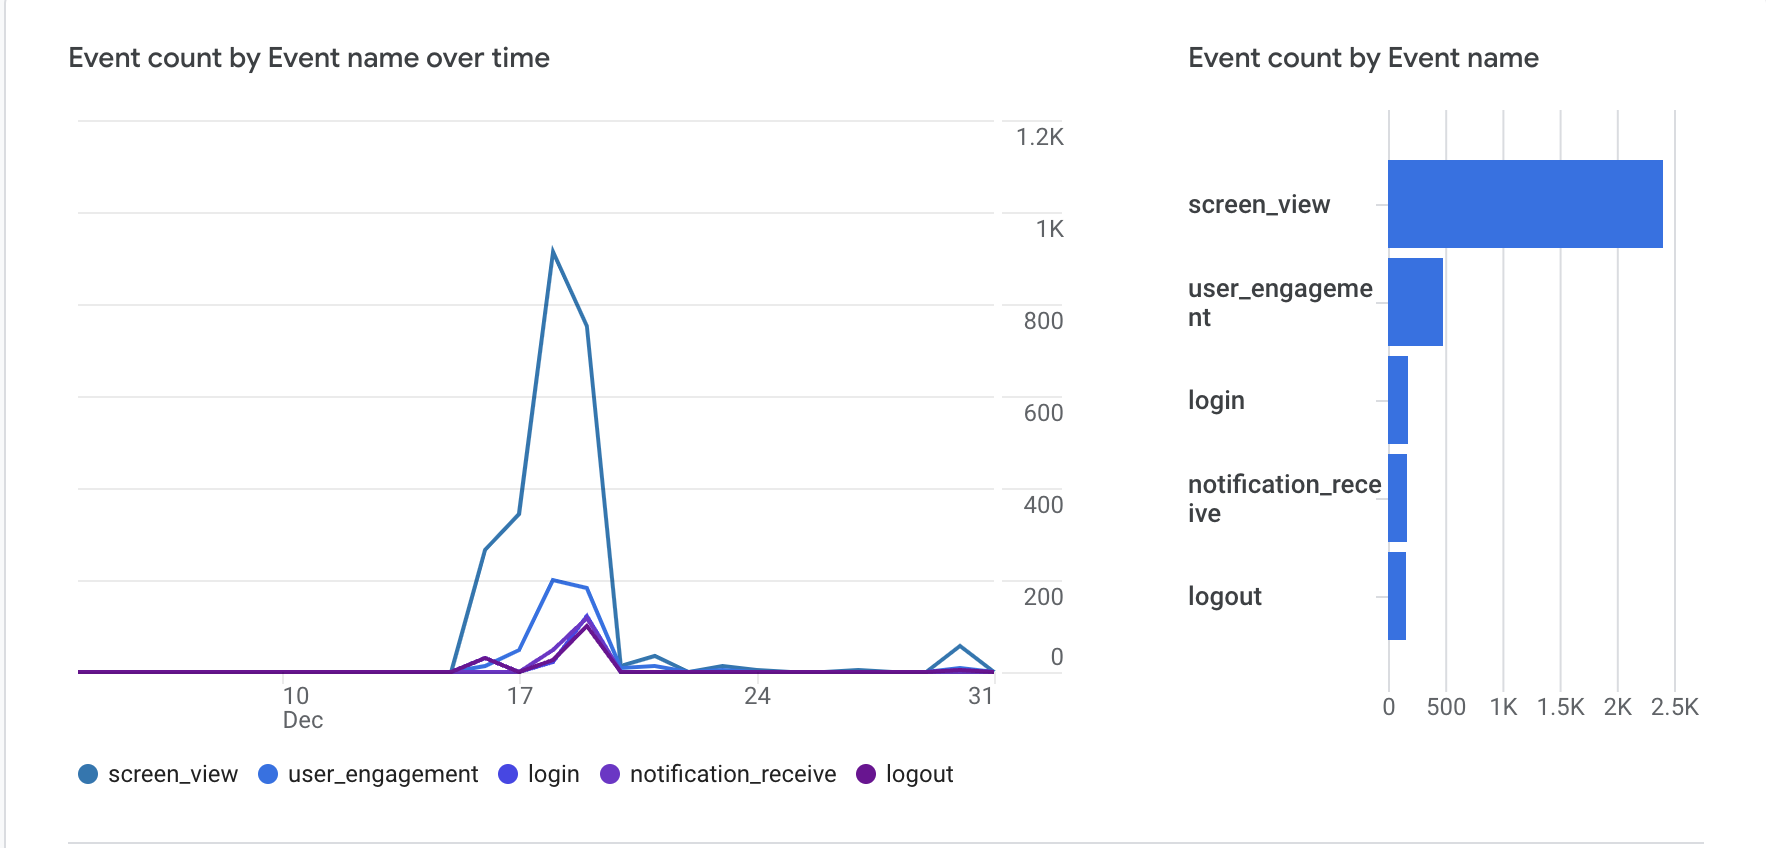 Event count by Event name over time
1.2K
1K
800
600
400
200
0
10
Dec
17
24
31
screen_view
user_engagement
login
notification_receive
logout
Event count by Event name
screen_view
user_engageme
nt
login
notification_rece
ive
logout
0
500
1K
1.5K
2K
2.5K